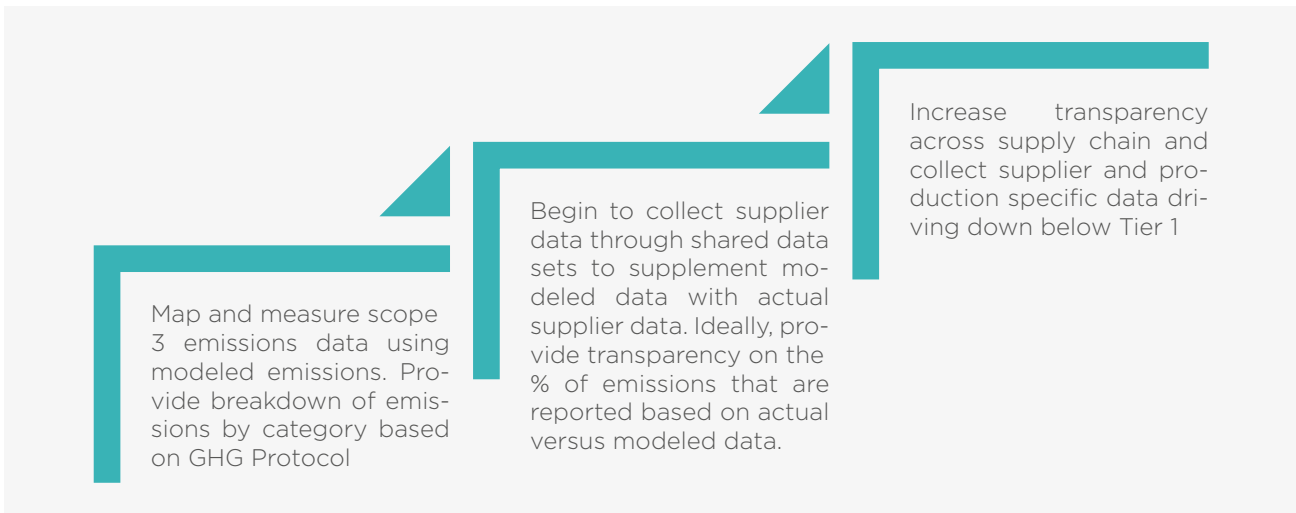 Map and measure scope
3 emissions data using
modeled emissions. Pro-
vide breakdown of emis-
sions by category based
on GHG Protocol
Begin to collect supplier
data through shared data
sets to supplement mo-
deled data with actual
supplier data. Ideally, pro-
vide transparency on the
% of emissions that are
reported based on actual
versus modeled data.
Increase transparency
across supply chain and
collect supplier and pro-
duction specific data dri-
ving down below Tier 1